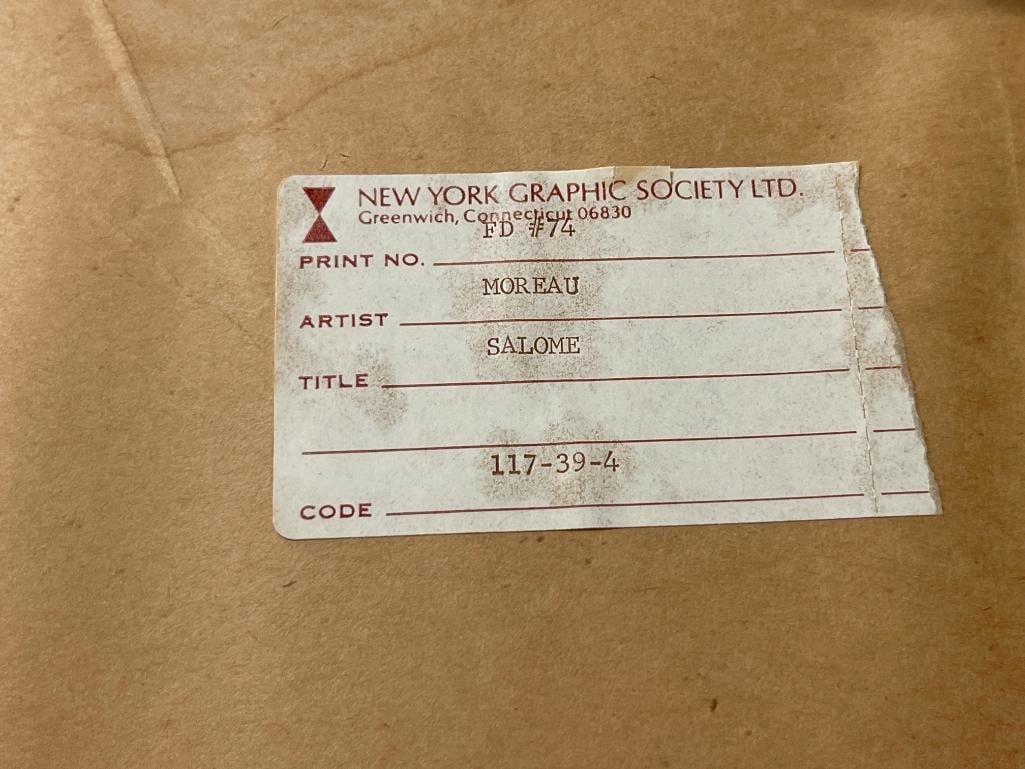 NEW YORK GRAPHIC SOCIETY LTD.
Greenwich, Connecticut 06830
FD #74
PRINT NO.
MOREAU
ARTIST
SALOME
TITLE
117-39-4
CODE